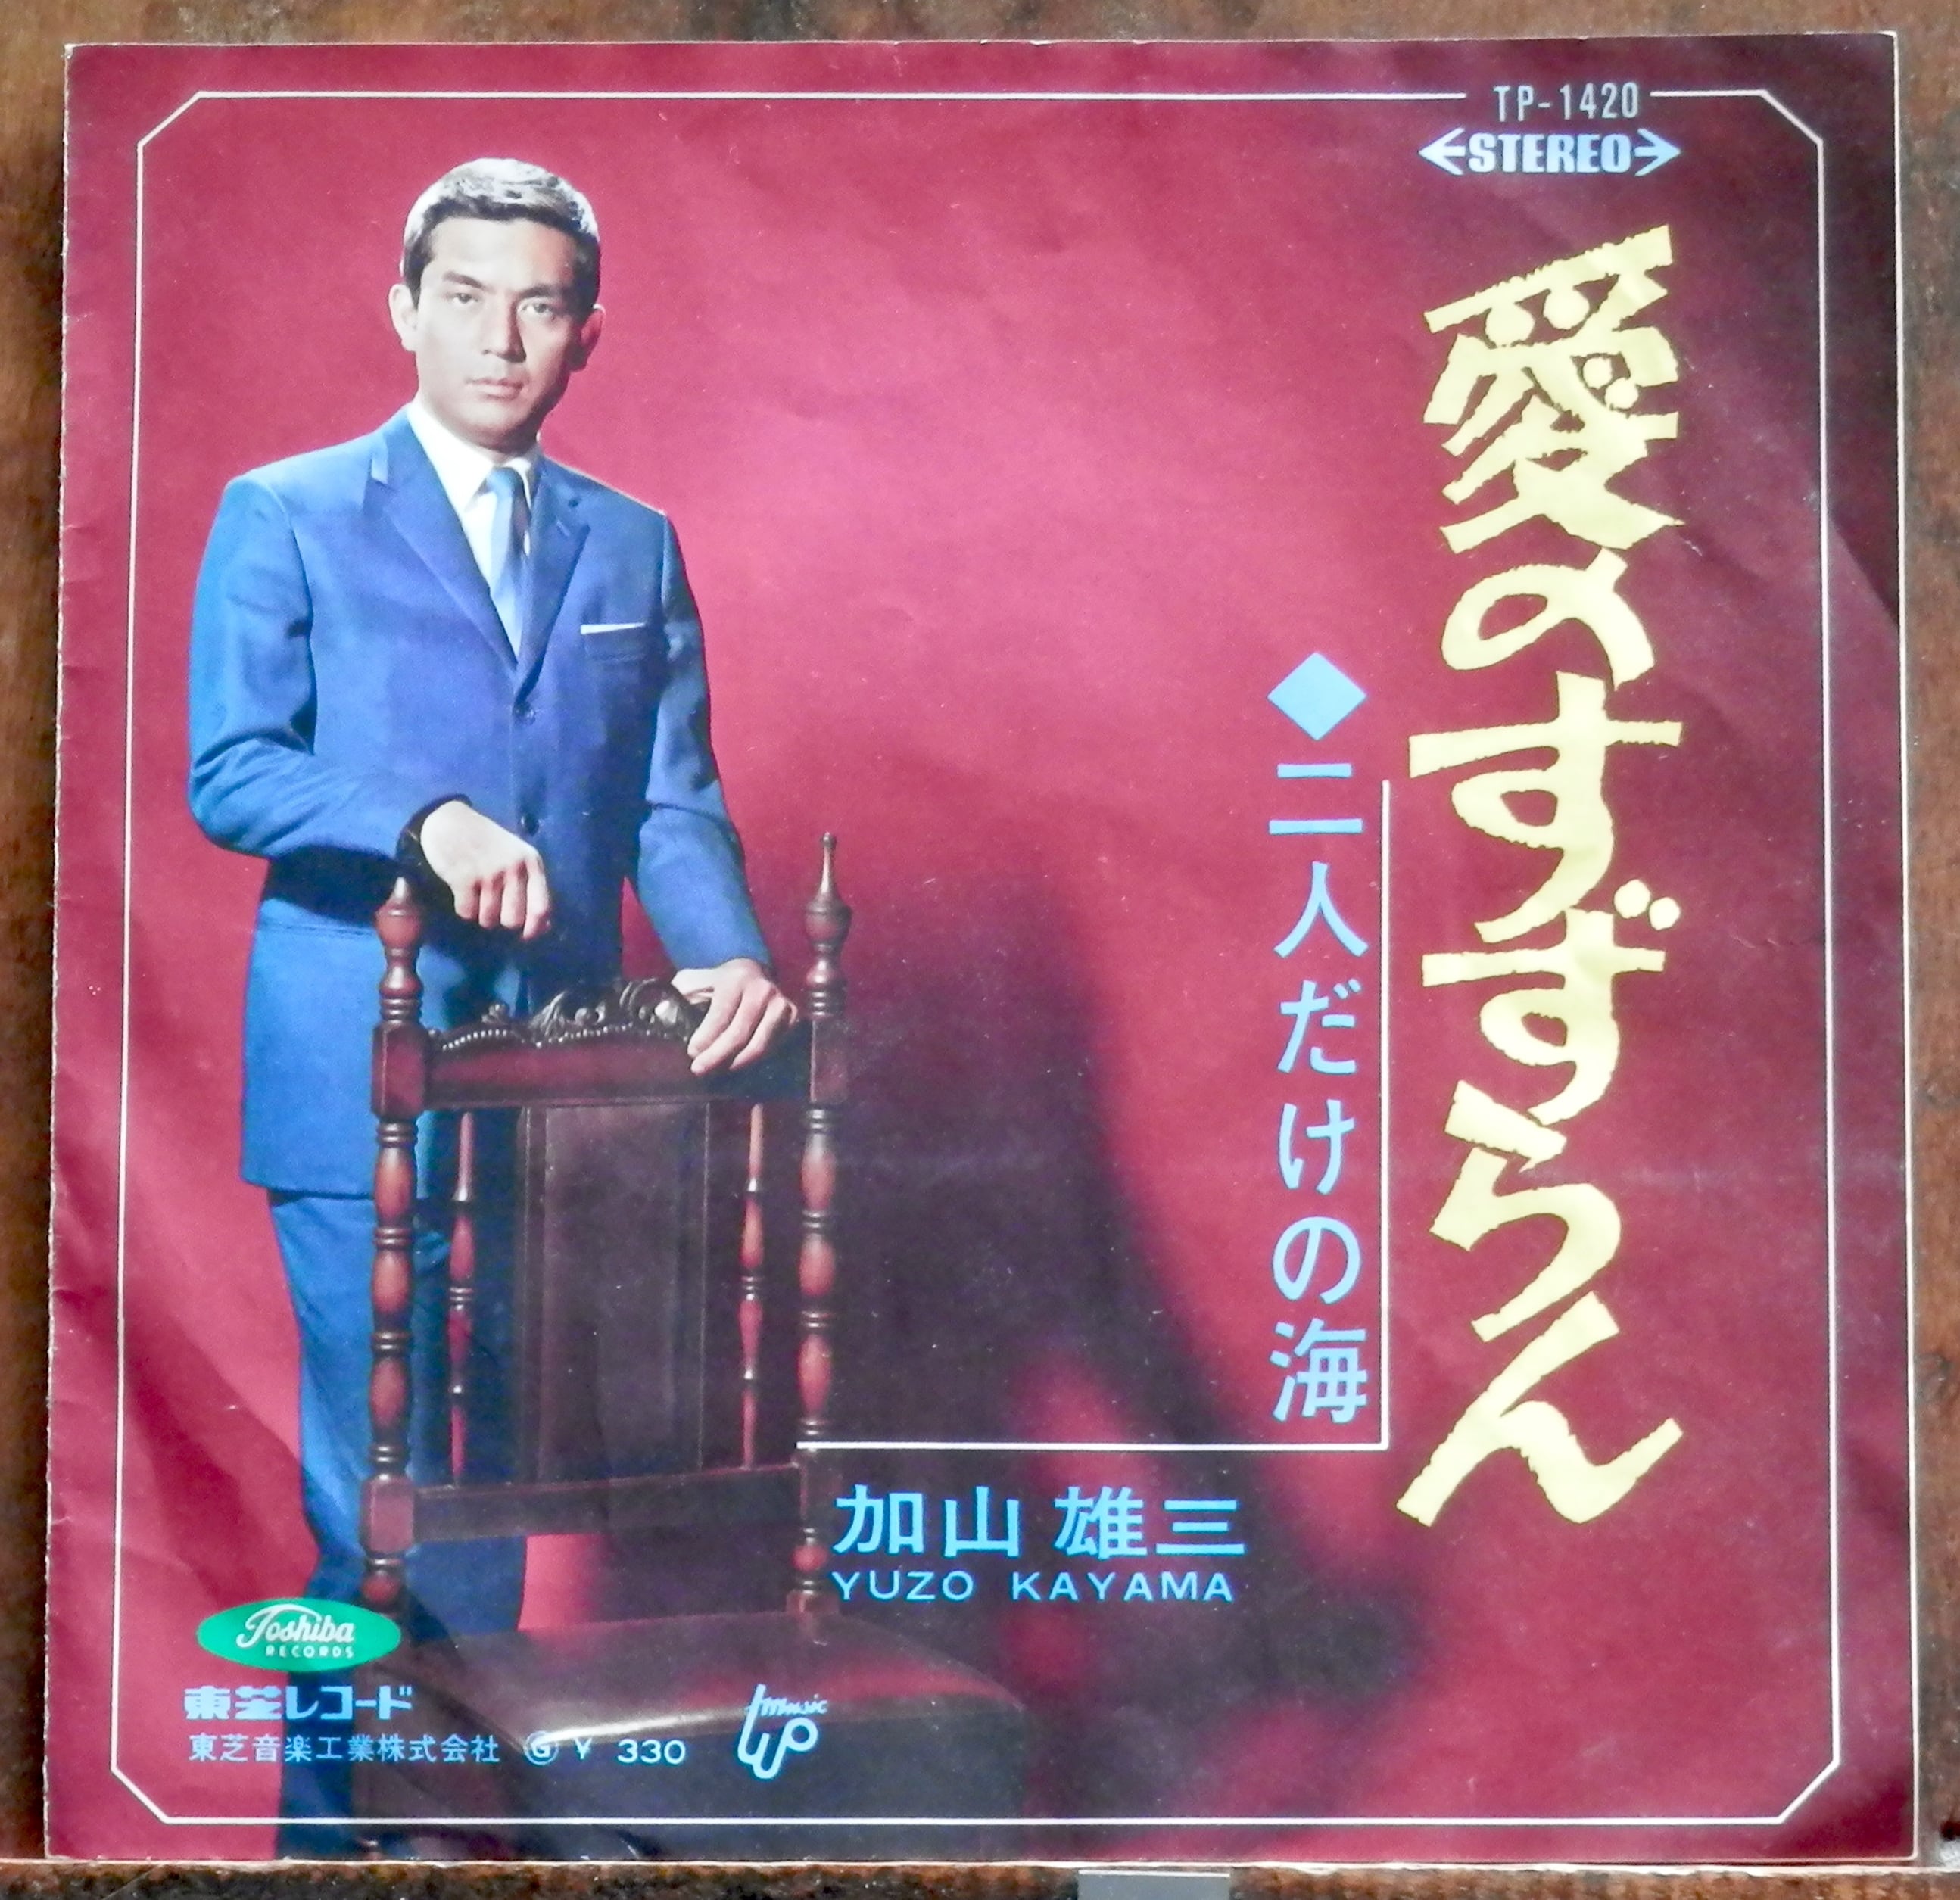 TP-1420
STEREO
愛のすずらん
◆二人だけの海
加山 雄三
YUZO KAYAMA
Toshiba
RECORDS
東芝レコード
東芝音楽工業株式会社 Ⓖ ¥ 330
music
up